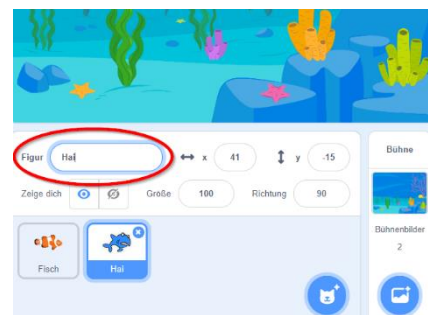 Figur Hai x 41 y -15
Zeige dich Größe 100 Richtung 90
Fisch Hai
Bühne
Bühnenbilder
2